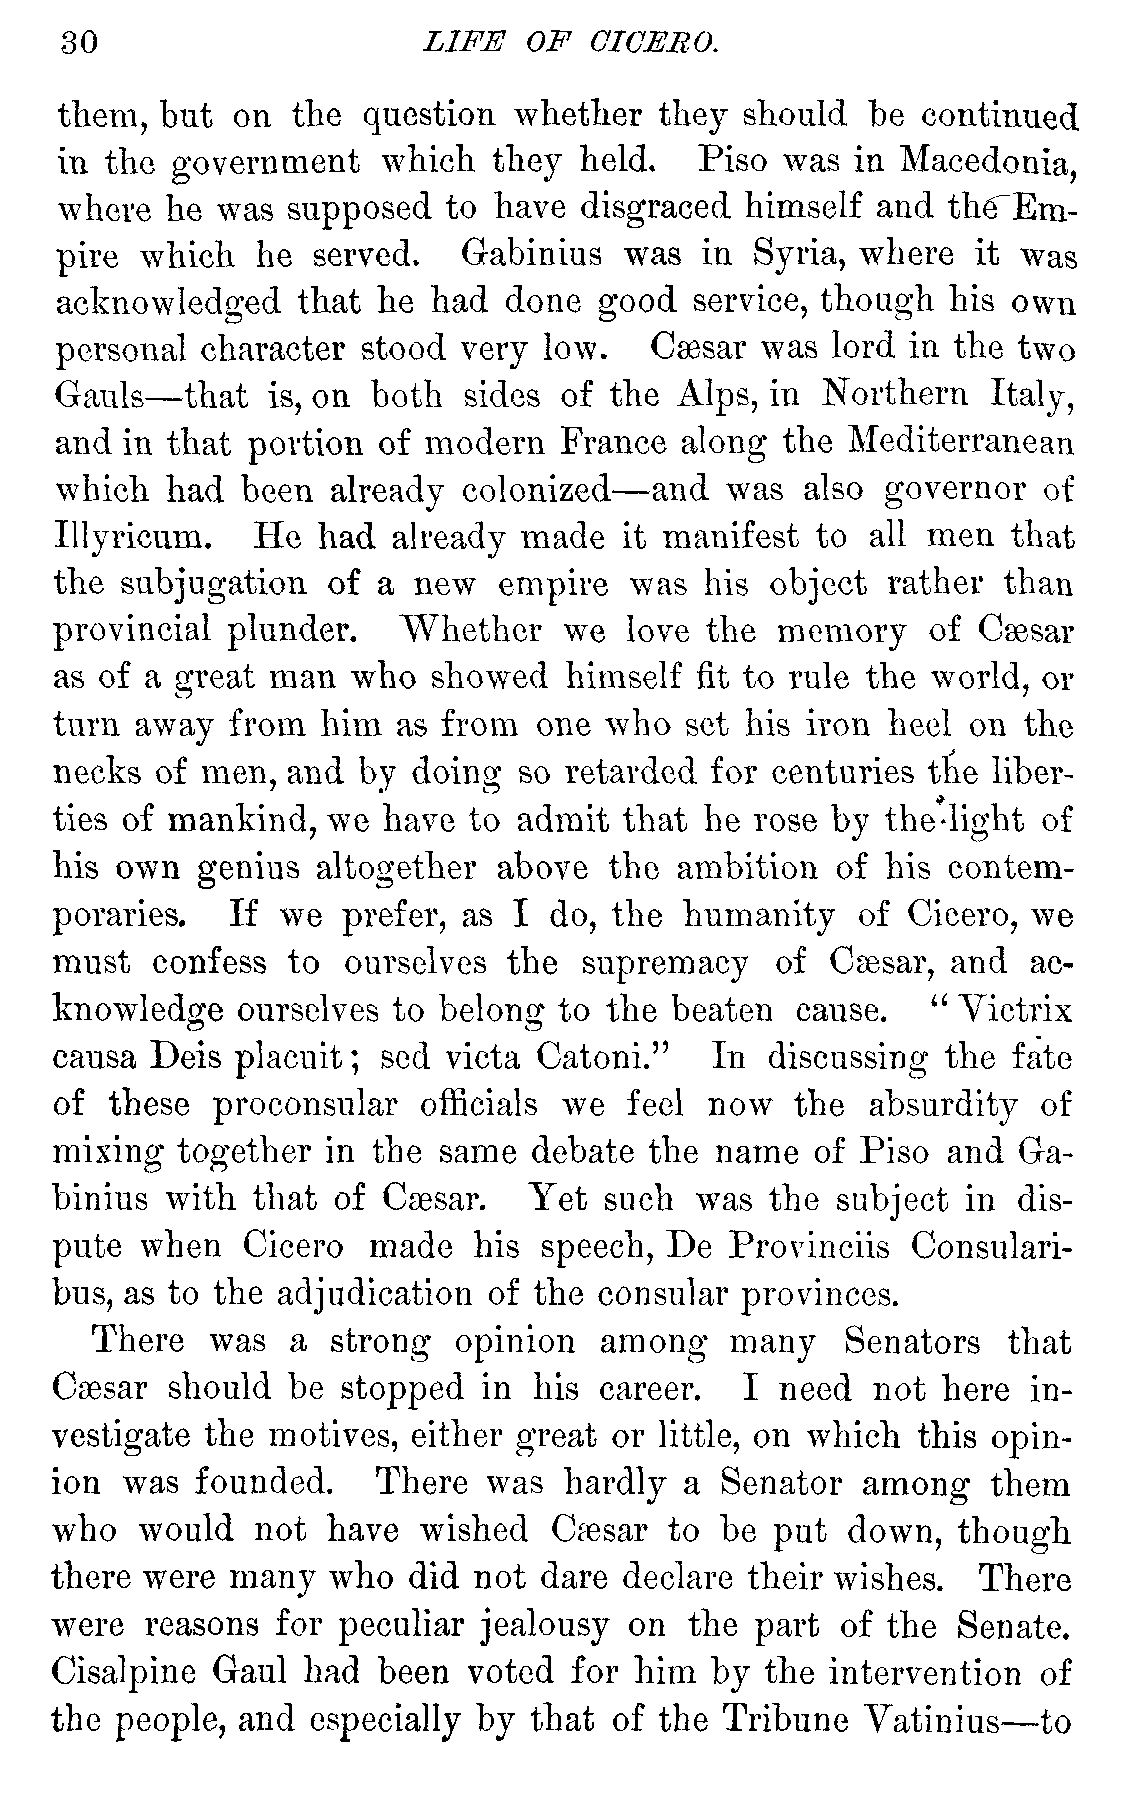 30 LIFE OF CICERO.
them, but on the question whether they should be continued
in the government which they held. Piso was in Macedonia,
where he was supposed to have disgraced himself and the Em-
pire which he served. Gabinius was in Syria, where it was
acknowledged that he had done good service, though his own
personal character stood very low. Cæsar was lord in the two
Gauls—that is, on both sides of the Alps, in Northern Italy,
and in that portion of modern France along the Mediterranean
which had been already colonized—and was also governor of
Illyricum. He had already made it manifest to all men that
the subjugation of a new empire was his object rather than
provincial plunder. Whether we love the memory of Cæsar
as of a great man who showed himself fit to rule the world, or
turn away from him as from one who set his iron heel on the
necks of men, and by doing so retarded for centuries the liber-
ties of mankind, we have to admit that he rose by the light of
his own genius altogether above the ambition of his contem-
poraries. If we prefer, as I do, the humanity of Cicero, we
must confess to ourselves the supremacy of Cæsar, and ac-
knowledge ourselves to belong to the beaten cause. “Victrix
causa Deis placuit; sed victa Catoni.” In discussing the fate
of these proconsular officials we feel now the absurdity of
mixing together in the same debate the name of Piso and Ga-
binius with that of Cæsar. Yet such was the subject in dis-
pute when Cicero made his speech, De Provinciis Consulari-
bus, as to the adjudication of the consular provinces.
There was a strong opinion among many Senators that
Cæsar should be stopped in his career. I need not here in-
vestigate the motives, either great or little, on which this opin-
ion was founded. There was hardly a Senator among them
who would not have wished Cæsar to be put down, though
there were many who did not dare declare their wishes. There
were reasons for peculiar jealousy on the part of the Senate.
Cisalpine Gaul had been voted for him by the intervention of
the people, and especially by that of the Tribune Vatinius—to